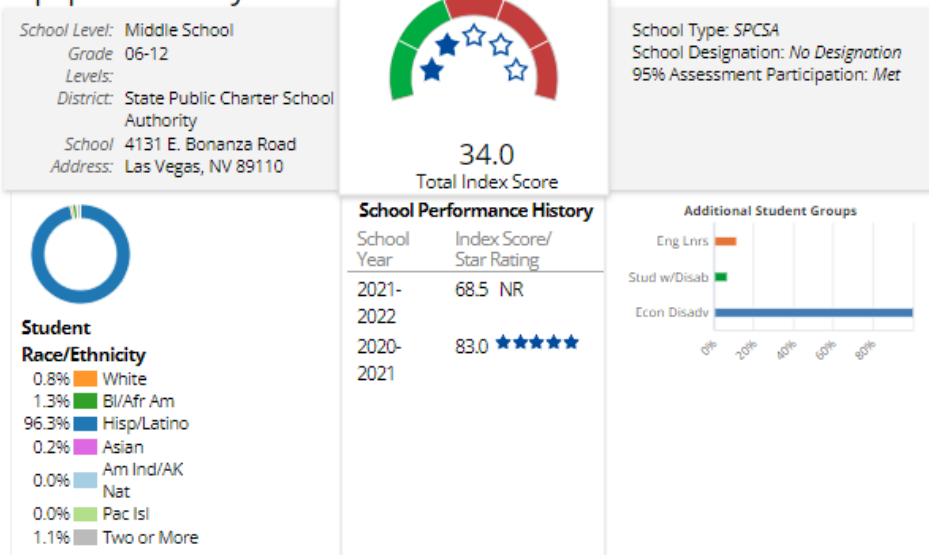 School Level: Middle School
Grade Levels: 06-12
District: State Public Charter School
Authority
School Address: 4131 E. Bonanza Road
Las Vegas, NV 89110
34.0
Total Index Score
School Type: SPCSA
School Designation: No Designation
95% Assessment Participation: Met
Student
Race/Ethnicity
0.8% White
1.3% Bl/Afr Am
96.3% Hisp/Latino
0.2% Asian
0.0% Am Ind/AK
Nat
0.0% Pac Isl
1.1% Two or More
School Performance History
School Year Index Score/
Star Rating
2021-2022 68.5 NR
2020-2021 83.0
Additional Student Groups
Eng Lnrs
Stud w/Disab
Econ Disadv
0% 20% 40% 60% 80%